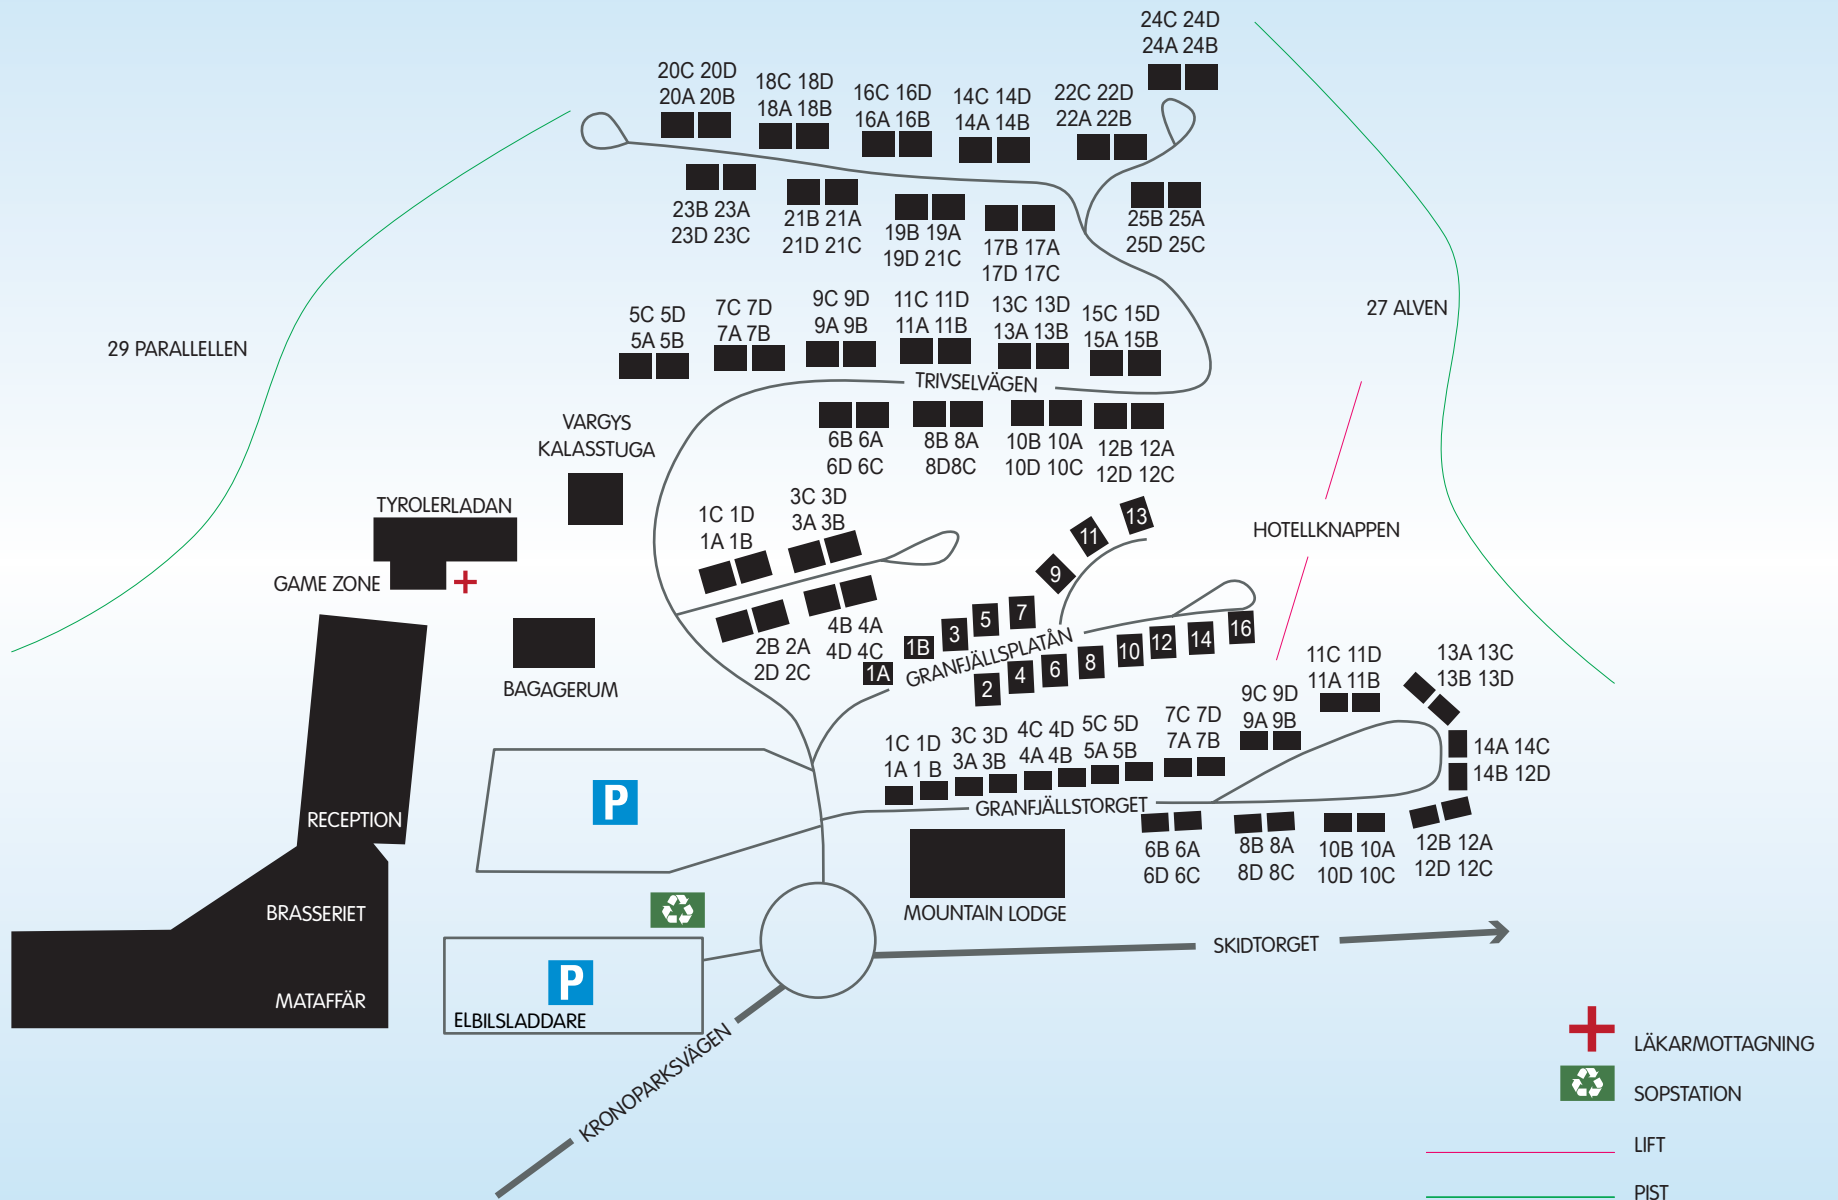 24C 24D
24A 24B
20C 20D
20A 20B
18C 18D
18A 18B
16C 16D
16A 16B
14C 14D
14A 14B
22C 22D
22A 22B
23B 23A
23D 23C
21B 21A
21D 21C
19B 19A
19D 21C
17B 17A
17D 17C
25B 25A
25D 25C
29 PARALLELLEN
27 ALVEN
5C 5D
5A 5B
7C 7D
7A 7B
9C 9D
9A 9B
11C 11D
11A 11B
13C 13D
13A 13B
15C 15D
15A 15B
TRIVSELVÄGEN
6B 6A
6D 6C
8B 8A
8D8C
10B 10A
10D 10C
12B 12A
12D 12C
VARGYS
KALASSTUGA
TYROLERLADAN
GAME ZONE
BAGAGERUM
1C 1D
1A 1B
3C 3D
3A 3B
2B 2A
2D 2C
4B 4A
4D 4C
HOTELLKNAPPEN
13
11
9
7
5
3
1B
1A
GRANFJÄLLSPLATÅN
2
4
6
8
10
12
14
16
1C 1D
1A 1 B
3C 3D
3A 3B
4C 4D
4A 4B
5C 5D
5A 5B
7C 7D
7A 7B
9C 9D
9A 9B
11C 11D
11A 11B
13A 13C
13B 13D
14A 14C
14B 12D
GRANFJÄLLSTORGET
6B 6A
6D 6C
8B 8A
8D 8C
10B 10A
10D 10C
12B 12A
12D 12C
MOUNTAIN LODGE
P
RECEPTION
BRASSERIET
MATAFFÄR
P
ELBILSLADDARE
SKIDTORGET
KRONOPARKSVÄGEN
LÄKARMOTTAGNING
SOPSTATION
LIFT
PIST